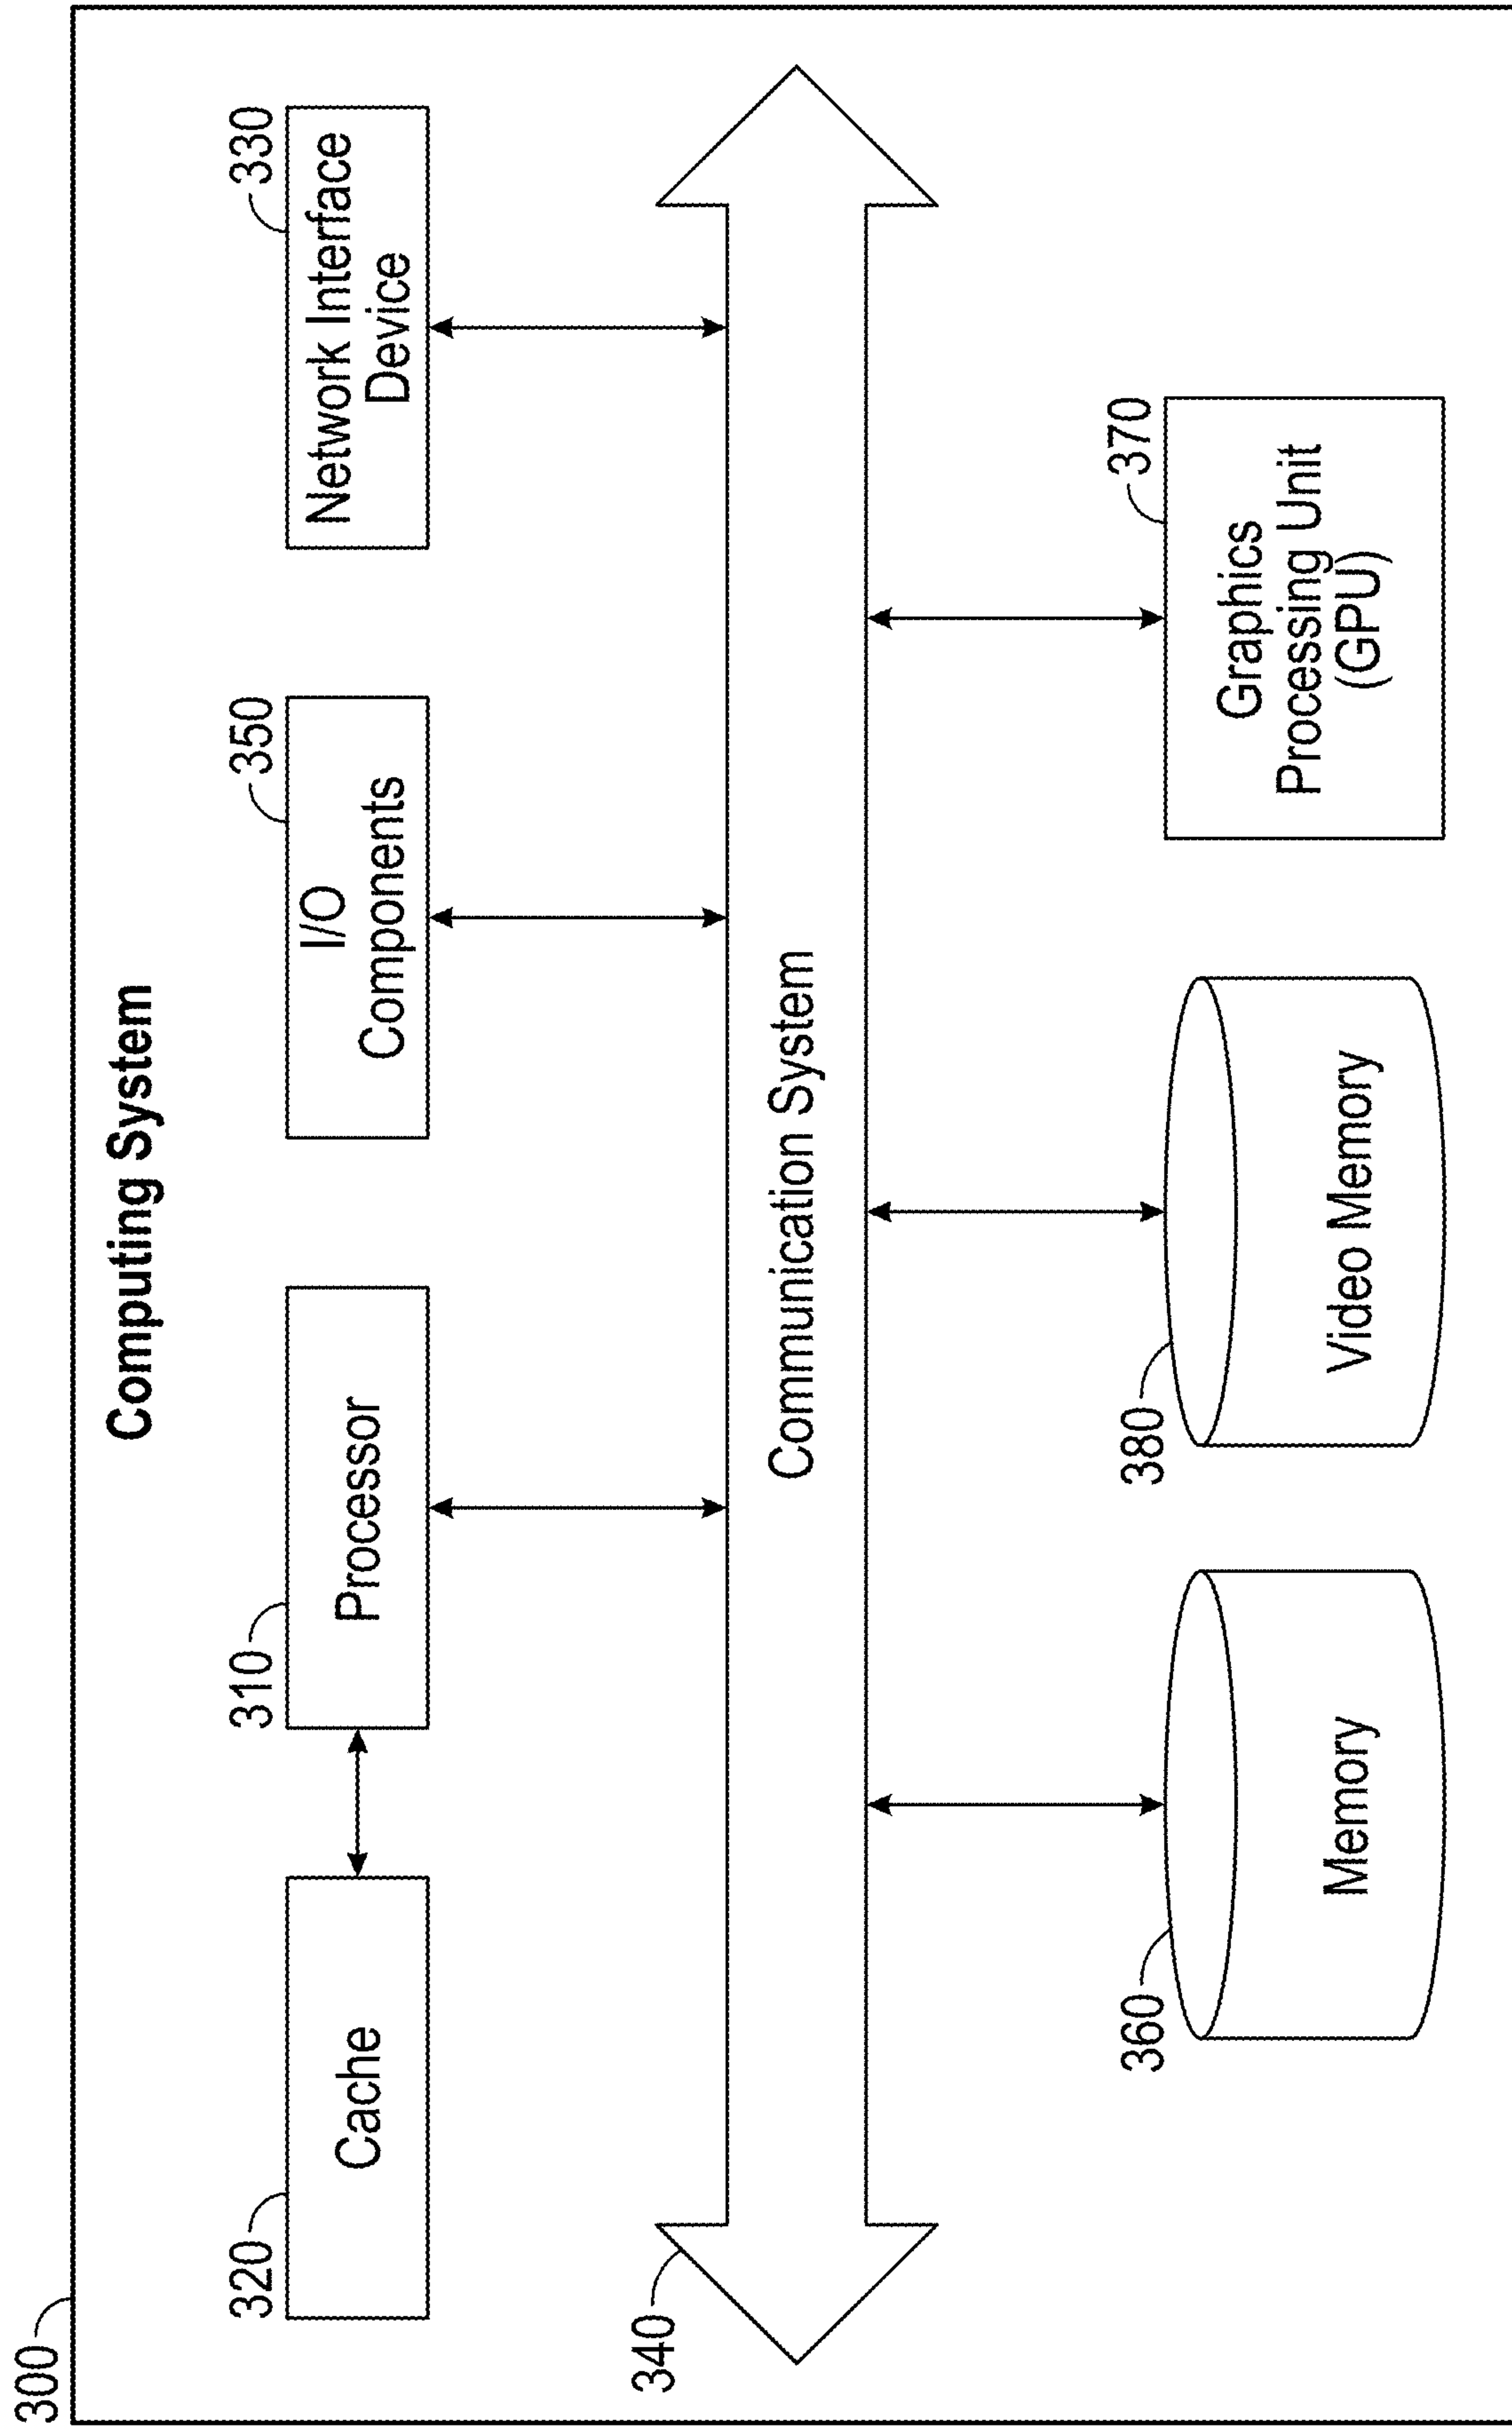 300
Computing System
320
Cache
310
Processor
350
I/O
Components
330
Network Interface
Device
340
Communication System
360
Memory
380
Video Memory
370
Graphics
Processing Unit
(GPU)